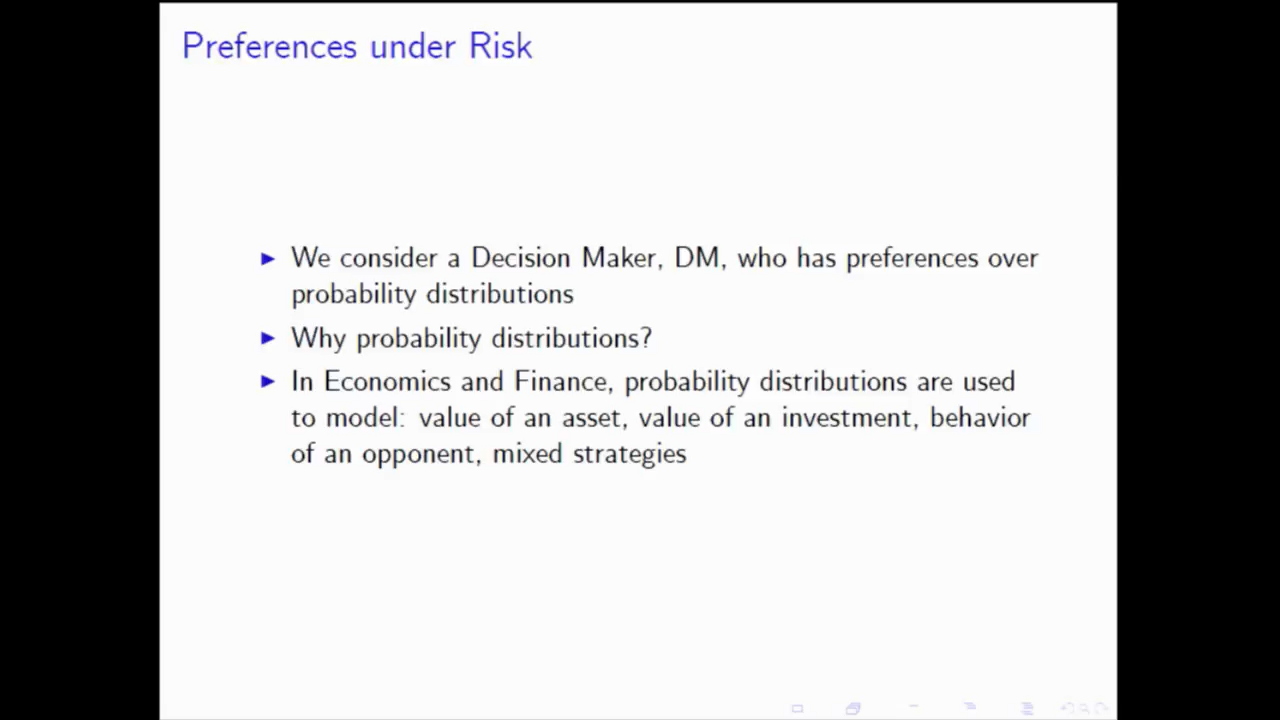 Preferences under Risk
We consider a Decision Maker, DM, who has preferences over
probability distributions
Why probability distributions?
In Economics and Finance, probability distributions are used
to model: value of an asset, value of an investment, behavior
of an opponent, mixed strategies